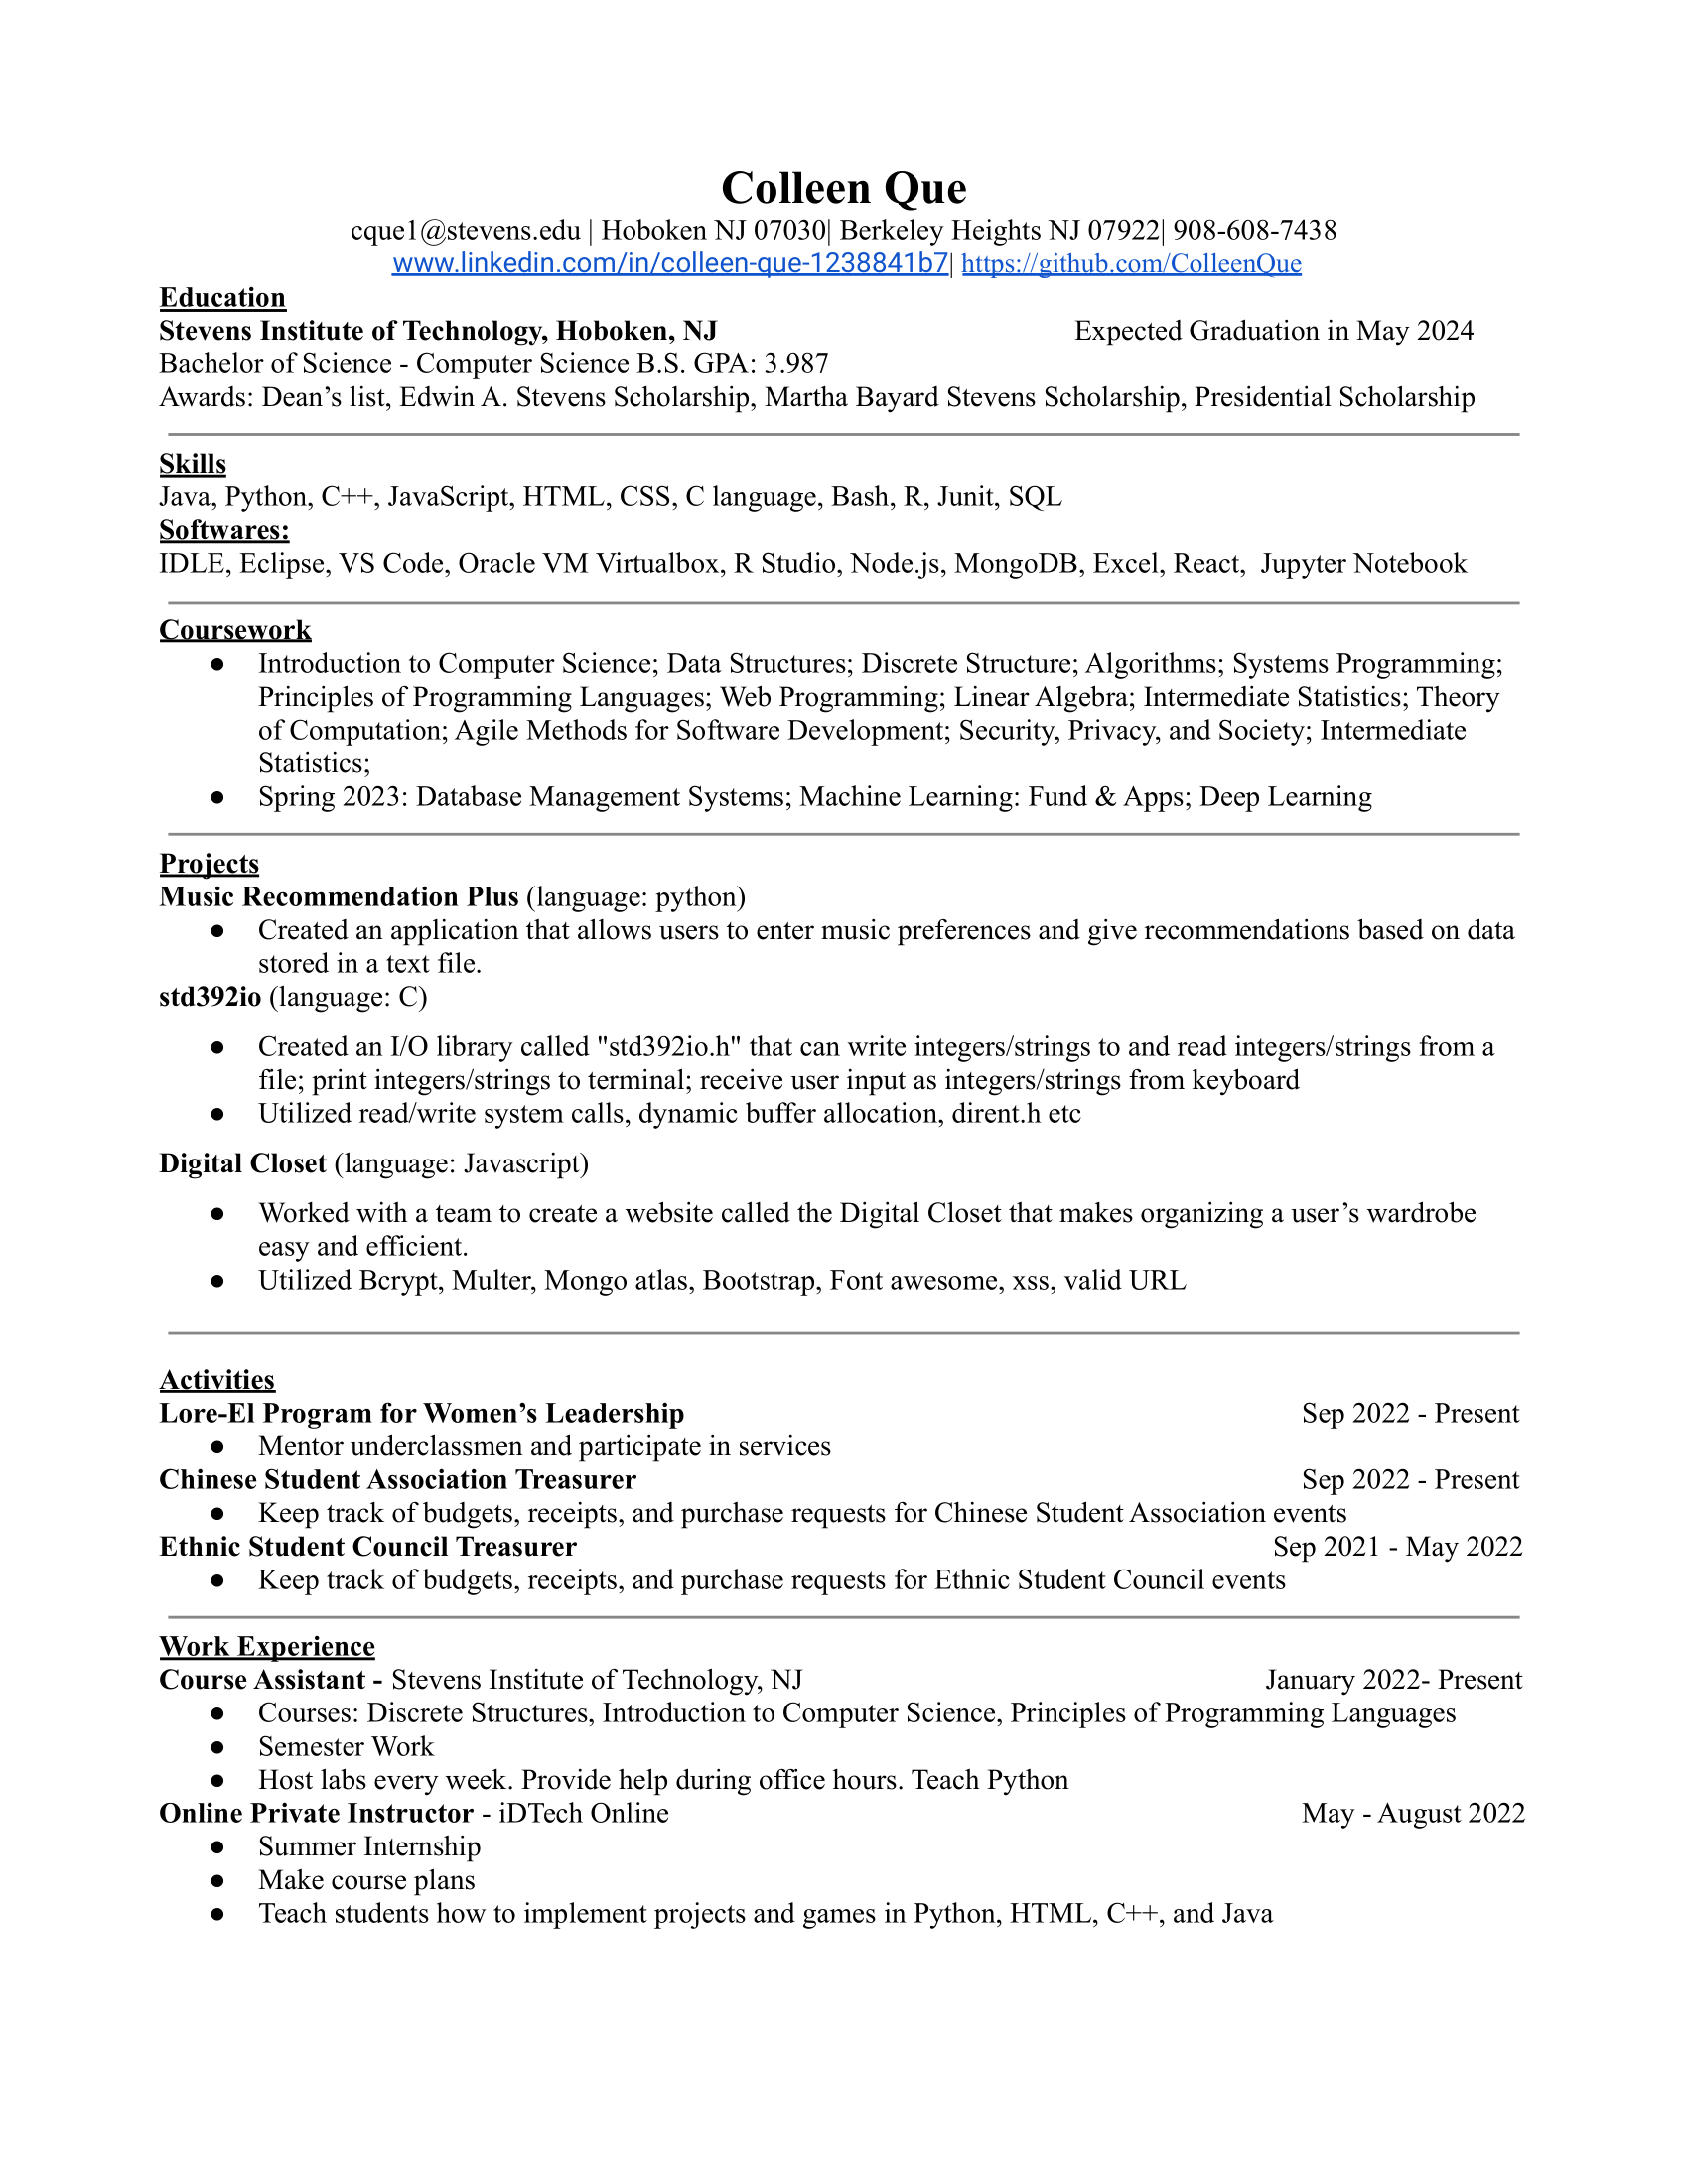 Colleen Que
cque1@stevens.edu | Hoboken NJ 07030| Berkeley Heights NJ 07922| 908-608-7438
www.linkedin.com/in/colleen-que-1238841b7| https://github.com/ColleenQue
Education
Stevens Institute of Technology, Hoboken, NJ Expected Graduation in May 2024
Bachelor of Science - Computer Science B.S. GPA: 3.987
Awards: Dean’s list, Edwin A. Stevens Scholarship, Martha Bayard Stevens Scholarship, Presidential Scholarship
Skills
Java, Python, C++, JavaScript, HTML, CSS, C language, Bash, R, Junit, SQL
Softwares:
IDLE, Eclipse, VS Code, Oracle VM Virtualbox, R Studio, Node.js, MongoDB, Excel, React,  Jupyter Notebook
Coursework
● Introduction to Computer Science; Data Structures; Discrete Structure; Algorithms; Systems Programming;
Principles of Programming Languages; Web Programming; Linear Algebra; Intermediate Statistics; Theory
of Computation; Agile Methods for Software Development; Security, Privacy, and Society; Intermediate
Statistics;
● Spring 2023: Database Management Systems; Machine Learning: Fund & Apps; Deep Learning
Projects
Music Recommendation Plus (language: python)
● Created an application that allows users to enter music preferences and give recommendations based on data
stored in a text file.
std392io (language: C)
● Created an I/O library called "std392io.h" that can write integers/strings to and read integers/strings from a
file; print integers/strings to terminal; receive user input as integers/strings from keyboard
● Utilized read/write system calls, dynamic buffer allocation, dirent.h etc
Digital Closet (language: Javascript)
● Worked with a team to create a website called the Digital Closet that makes organizing a user’s wardrobe
easy and efficient.
● Utilized Bcrypt, Multer, Mongo atlas, Bootstrap, Font awesome, xss, valid URL
Activities
Lore-El Program for Women’s Leadership Sep 2022 - Present
● Mentor underclassmen and participate in services
Chinese Student Association Treasurer Sep 2022 - Present
● Keep track of budgets, receipts, and purchase requests for Chinese Student Association events
Ethnic Student Council Treasurer Sep 2021 - May 2022
● Keep track of budgets, receipts, and purchase requests for Ethnic Student Council events
Work Experience
Course Assistant - Stevens Institute of Technology, NJ January 2022- Present
● Courses: Discrete Structures, Introduction to Computer Science, Principles of Programming Languages
● Semester Work
● Host labs every week. Provide help during office hours. Teach Python
Online Private Instructor - iDTech Online May - August 2022
● Summer Internship
● Make course plans
● Teach students how to implement projects and games in Python, HTML, C++, and Java